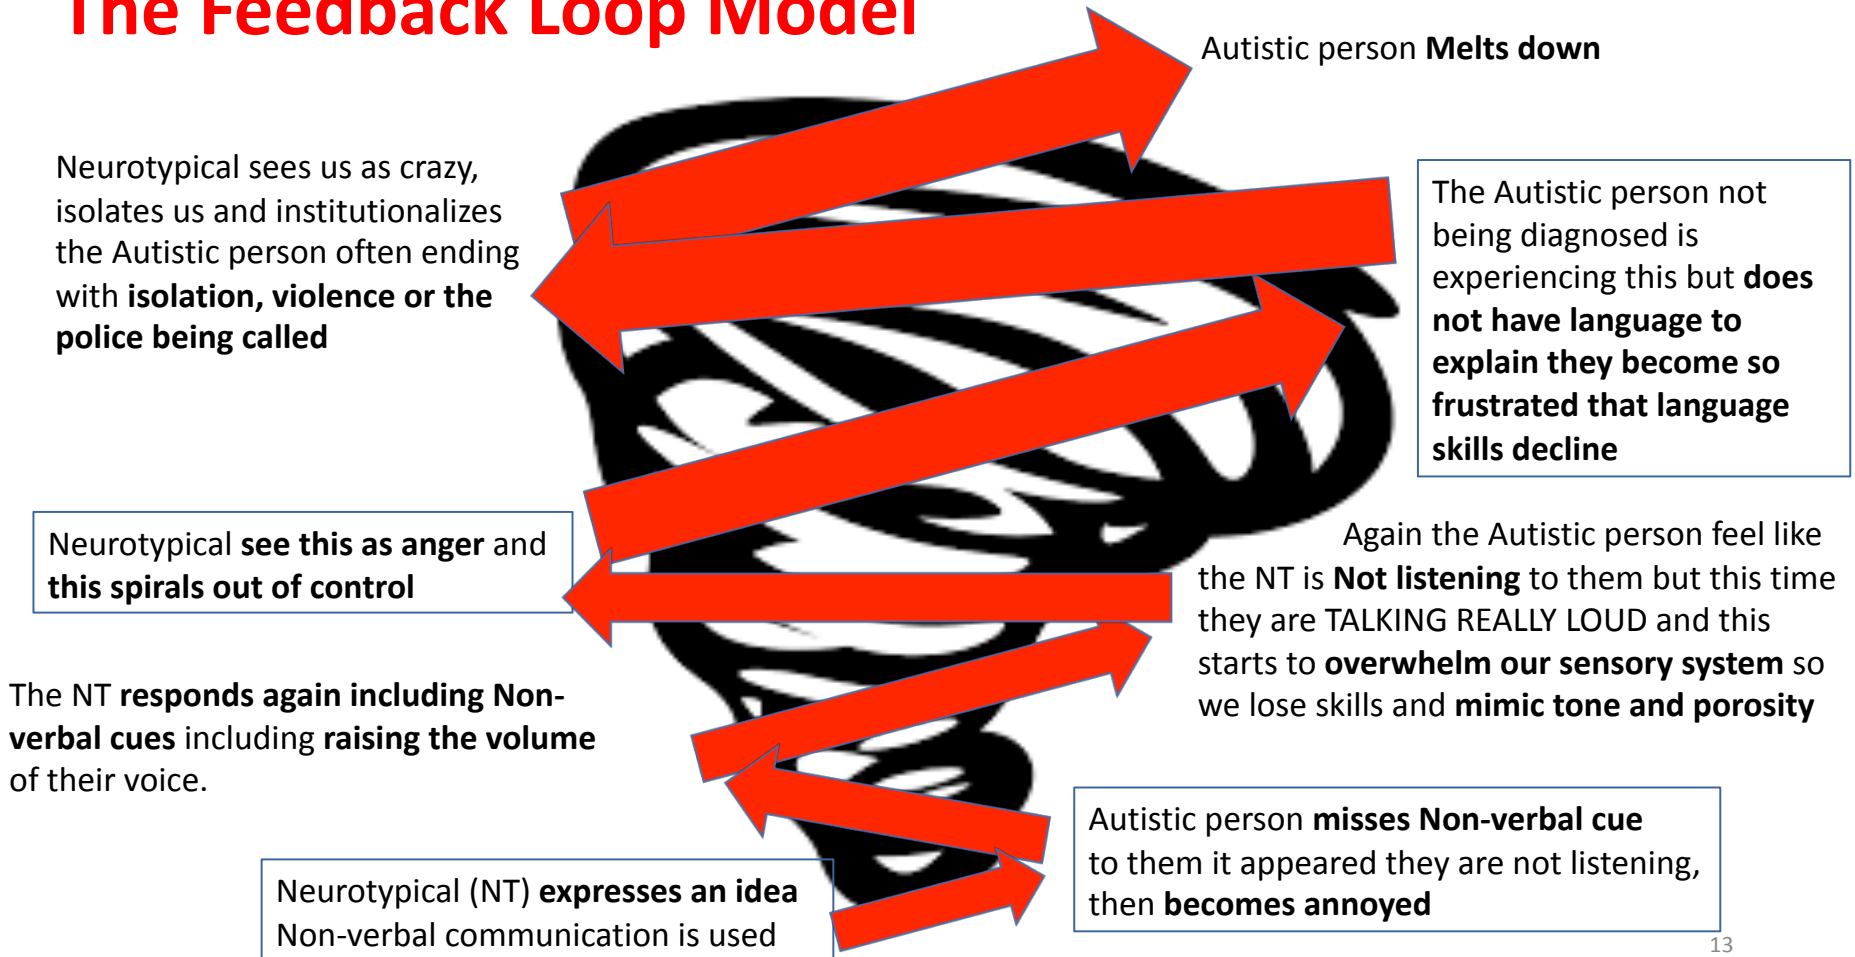 The Feedback Loop Model
Autistic person Melts down
Neurotypical sees us as crazy,
isolates us and institutionalizes
the Autistic person often ending
with isolation, violence or the
police being called
The Autistic person not
being diagnosed is
experiencing this but does
not have language to
explain they become so
frustrated that language
skills decline
Neurotypical see this as anger and
this spirals out of control
Again the Autistic person feel like
the NT is Not listening to them but this time
they are TALKING REALLY LOUD and this
starts to overwhelm our sensory system so
we lose skills and mimic tone and porosity
The NT responds again including Non-
verbal cues including raising the volume
of their voice.
Autistic person misses Non-verbal cue
to them it appeared they are not listening,
then becomes annoyed
Neurotypical (NT) expresses an idea
Non-verbal communication is used
13